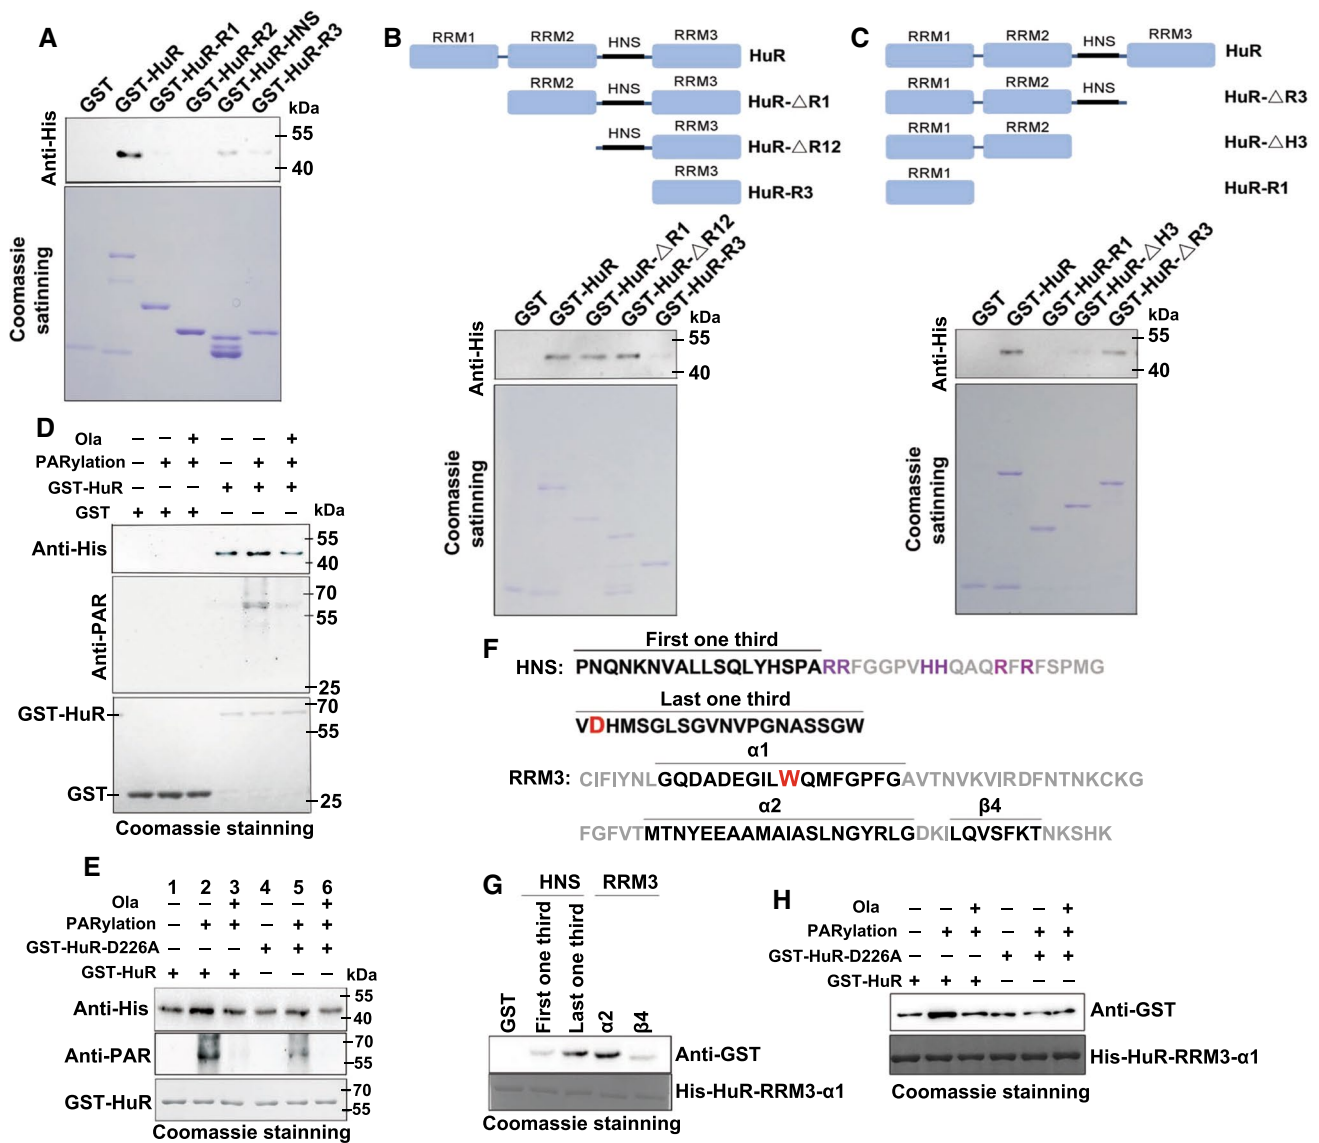 A
GST
GST-HuR
GST-HuR-R1
GST-HuR-R2
GST-HuR-HNS
GST-HuR-R3
kDa
Anti-His
55
40
Coomassie
satinning
B
RRM1 RRM2 HNS RRM3
HuR
RRM2 HNS RRM3
HuR-△R1
HNS RRM3
HuR-△R12
RRM3
HuR-R3
GST
GST-HuR
GST-HuR-△R1
GST-HuR-△R12
GST-HuR-R3
kDa
Anti-His
55
40
Coomassie
satinning
C
RRM1 RRM2 HNS RRM3
HuR
RRM1 RRM2 HNS
HuR-△R3
RRM1 RRM2
HuR-△H3
RRM1
HuR-R1
GST
GST-HuR
GST-HuR-R1
GST-HuR-△H3
GST-HuR-△R3
kDa
Anti-His
55
40
Coomassie
satinning
D
Ola – – + – – +
PARylation – + + – + +
GST-HuR – – – + + +
GST + + + – – –
kDa
Anti-His
55
40
Anti-PAR
70
55
25
GST-HuR
70
55
GST
25
Coomassie stainning
E
1 2 3 4 5 6
Ola – – + – – +
PARylation – + + – + +
GST-HuR-D226A – – – + + +
GST-HuR + + + – – –
kDa
Anti-His
55
40
Anti-PAR
70
55
GST-HuR
70
55
Coomassie stainning
F
First one third
HNS: PNQNKNVALLSQLYHSPARRFGGPVHHQAQRFRFSPMG
Last one third
VDHMSGLSGVNVPGNASSGW
α1
RRM3: CIFIYNLGQDADEGILWQMFGPFGAVTNVKVIRDFNTNKCKG
α2 β4
FGFVTMTNYEEAAMAIASLNGYRLGDKILQVSFKTNKSHK
G
HNS RRM3
GST
First one third
Last one third
α2
β4
Anti-GST
His-HuR-RRM3-α1
Coomassie stainning
H
Ola – – + – – +
PARylation – + + – + +
GST-HuR-D226A – – – + + +
GST-HuR + + + – – –
Anti-GST
His-HuR-RRM3-α1
Coomassie stainning